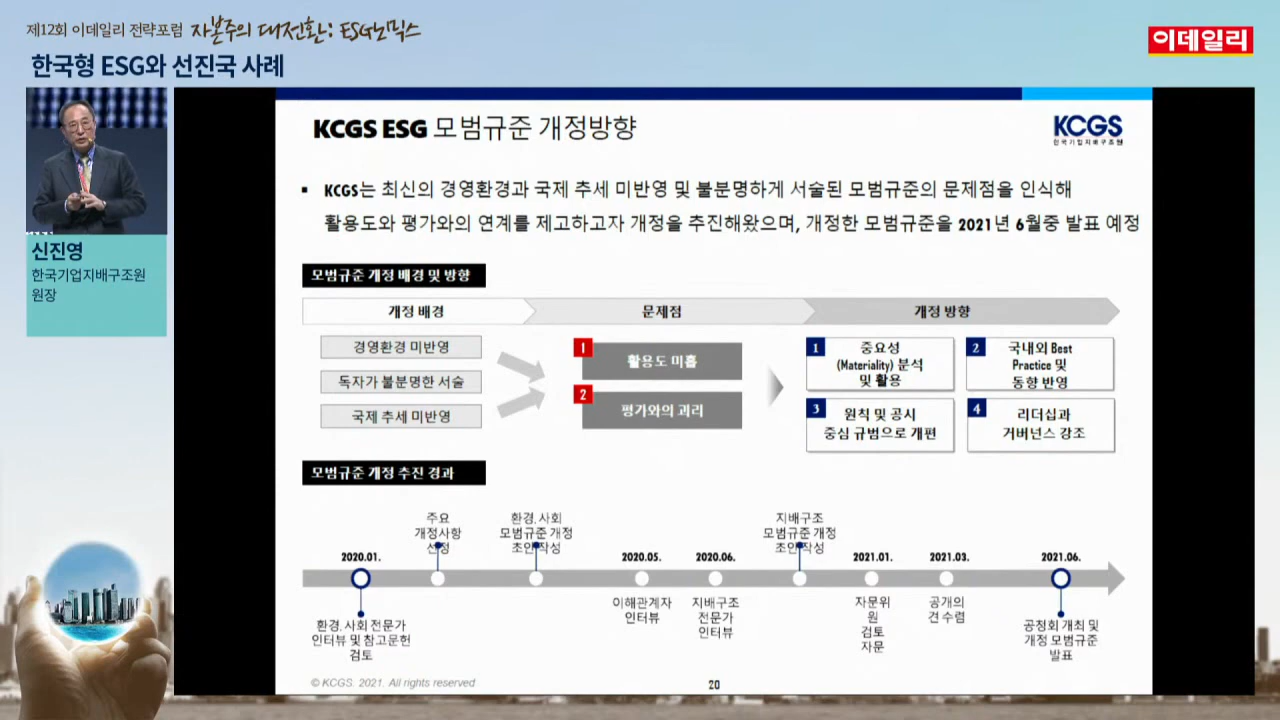 제12회 이데일리 전략포럼 자본주의 대전환: ESG노믹스
이데일리
한국형 ESG와 선진국 사례
신진영
한국기업지배구조원
원장
KCGS ESG 모범규준 개정방향
KCGS
한국기업지배구조원
▪ KCGS는 최신의 경영환경과 국제 추세 미반영 및 불분명하게 서술된 모범규준의 문제점을 인식해
활용도와 평가와의 연계를 제고하고자 개정을 추진해왔으며, 개정한 모범규준을 2021년 6월중 발표 예정
모범규준 개정 배경 및 방향
개정 배경
문제점
개정 방향
경영환경 미반영
독자가 불분명한 서술
국제 추세 미반영
1
활용도 미흡
2
평가와의 괴리
1
중요성
(Materiality) 분석
및 활용
2
국내외 Best
Practice 및
동향 반영
3
원칙 및 공시
중심 규범으로 개편
4
리더십과
거버넌스 강조
모범규준 개정 추진 경과
2020.01.
환경, 사회 전문가
인터뷰 및 참고문헌
검토
주요
개정사항
선정
환경, 사회
모범규준 개정
초안 작성
2020.05.
이해관계자
인터뷰
2020.06.
지배구조
전문가
인터뷰
지배구조
모범규준 개정
초안 작성
2021.01.
자문위
원
검토
자문
2021.03.
공개의
견 수렴
2021.06.
공청회 개최 및
개정 모범규준
발표
© KCGS. 2021. All rights reserved
20